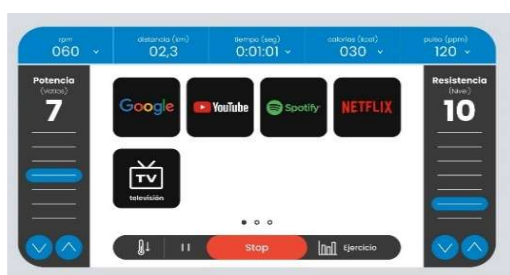 rpm
060
distancia (km)
02,3
tiempo (seg)
0:01:01
calorías (kcal)
030
pulso (ppm)
120
Potencia
(vatios)
7
Google
YouTube
Spotify
NETFLIX
TV
televisión
Resistencia
(Nivel)
10
Stop
Ejercicio